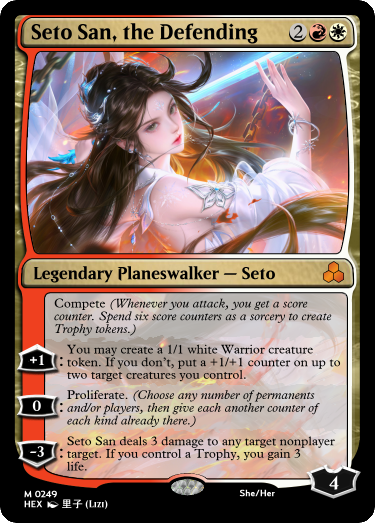 Seto San, the Defending 2
Legendary Planeswalker — Seto
Compete (Whenever you attack, you get a score
counter. Spend six score counters as a sorcery to create
Trophy tokens.)
+1: You may create a 1/1 white Warrior creature
token. If you don't, put a +1/+1 counter on up to
two target creatures you control.
0: Proliferate. (Choose any number of permanents
and/or players, then give each another counter of
each kind already there.)
-3: Seto San deals 3 damage to any target nonplayer
target. If you control a Trophy, you gain 3
life.
4
M 0249
HEX 里子 (Lizi)
She/Her